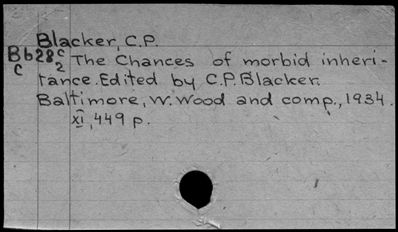 Blacker, C.P.
Bb28c The Chances of morbid inheri-
c 2
tance. Edited by C.P. Blacker.
Baltimore, W. Wood and comp., 1934.
XI, 449 p.